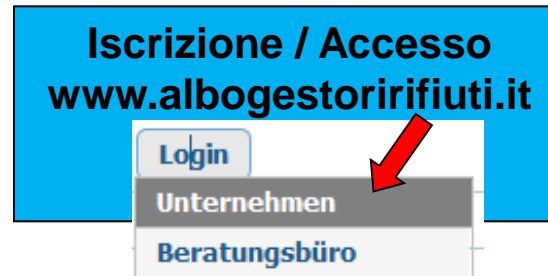 Iscrizione / Accesso
www.albogestoririfiuti.it
Login
Unternehmen
Beratungsbüro